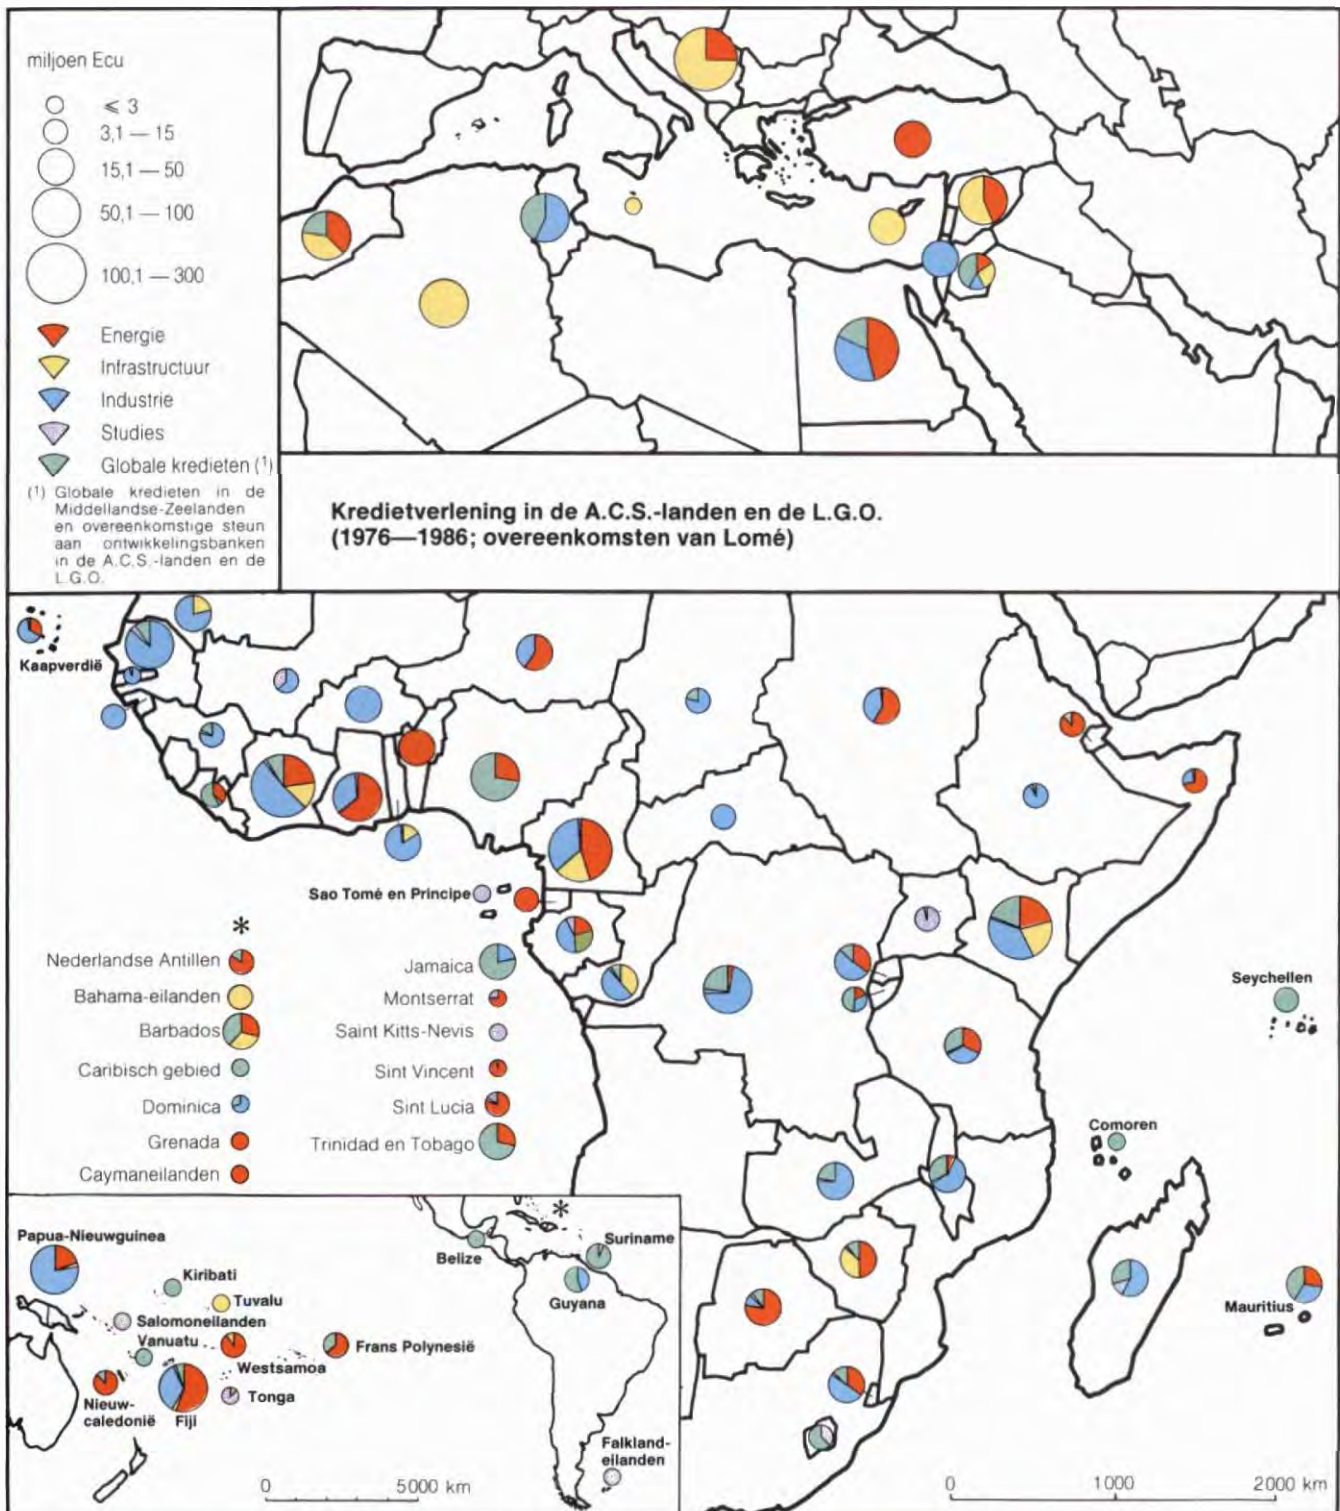 miljoen Ecu
⩽ 3
3,1 — 15
15,1 — 50
50,1 — 100
100,1 — 300
Energie
Infrastructuur
Industrie
Studies
Globale kredieten (¹)
(¹) Globale kredieten in de
Middellandse-Zeelanden
en overeenkomstige steun
aan ontwikkelingsbanken
in de A.C.S.-landen en de
L.G.O.
Kredietverlening in de A.C.S.-landen en de L.G.O.
(1976—1986; overeenkomsten van Lomé)
Kaapverdië
Sao Tomé en Principe
*
Nederlandse Antillen
Bahama-eilanden
Barbados
Caribisch gebied
Dominica
Grenada
Caymaneilanden
Jamaica
Montserrat
Saint Kitts-Nevis
Sint Vincent
Sint Lucia
Trinidad en Tobago
Seychellen
Comoren
Mauritius
Papua-Nieuwguinea
Kiribati
Tuvalu
Salomoneilanden
Vanuatu
Westsamoa
Frans Polynesië
Nieuw-
caledonië
Fiji
Tonga
*
Belize
Suriname
Guyana
Falkland-
eilanden
0 5000 km
0 1000 2000 km